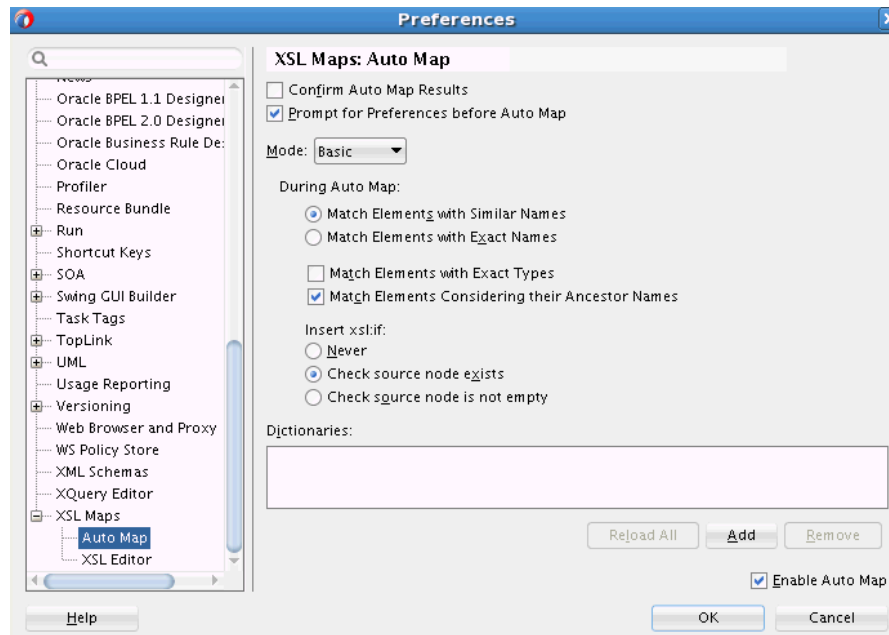 Preferences
XSL Maps: Auto Map
Confirm Auto Map Results
Prompt for Preferences before Auto Map
Mode: Basic
During Auto Map:
Match Elements with Similar Names
Match Elements with Exact Names
Match Elements with Exact Types
Match Elements Considering their Ancestor Names
Insert xsl:if:
Never
Check source node exists
Check source node is not empty
Dictionaries:
Reload All Add Remove
Enable Auto Map
Oracle BPEL 1.1 Designer
Oracle BPEL 2.0 Designer
Oracle Business Rule De:
Oracle Cloud
Profiler
Resource Bundle
Run
Shortcut Keys
SOA
Swing GUI Builder
Task Tags
TopLink
UML
Usage Reporting
Versioning
Web Browser and Proxy
WS Policy Store
XML Schemas
XQuery Editor
XSL Maps
Auto Map
XSL Editor
Help OK Cancel